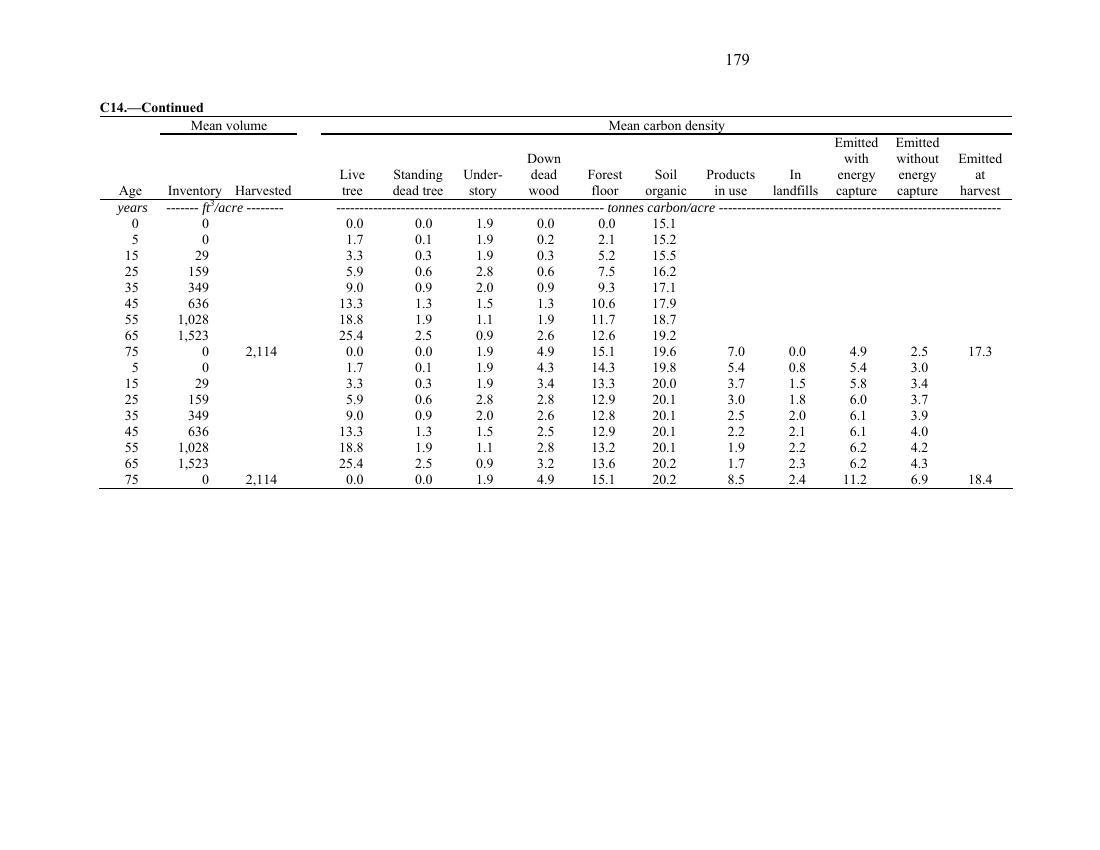 179
C14.—Continued
Mean volume Mean carbon density
Emitted Emitted
Down with without Emitted
Live Standing Under- dead Forest Soil Products In energy energy at
Age Inventory Harvested tree dead tree story wood floor organic in use landfills capture capture harvest
years ------- ft³/acre -------- ---------------------------------------------------------- tonnes carbon/acre -------------------------------------------------------------
0 0 0.0 0.0 1.9 0.0 0.0 15.1
5 0 1.7 0.1 1.9 0.2 2.1 15.2
15 29 3.3 0.3 1.9 0.3 5.2 15.5
25 159 5.9 0.6 2.8 0.6 7.5 16.2
35 349 9.0 0.9 2.0 0.9 9.3 17.1
45 636 13.3 1.3 1.5 1.3 10.6 17.9
55 1,028 18.8 1.9 1.1 1.9 11.7 18.7
65 1,523 25.4 2.5 0.9 2.6 12.6 19.2
75 0 2,114 0.0 0.0 1.9 4.9 15.1 19.6 7.0 0.0 4.9 2.5 17.3
5 0 1.7 0.1 1.9 4.3 14.3 19.8 5.4 0.8 5.4 3.0
15 29 3.3 0.3 1.9 3.4 13.3 20.0 3.7 1.5 5.8 3.4
25 159 5.9 0.6 2.8 2.8 12.9 20.1 3.0 1.8 6.0 3.7
35 349 9.0 0.9 2.0 2.6 12.8 20.1 2.5 2.0 6.1 3.9
45 636 13.3 1.3 1.5 2.5 12.9 20.1 2.2 2.1 6.1 4.0
55 1,028 18.8 1.9 1.1 2.8 13.2 20.1 1.9 2.2 6.2 4.2
65 1,523 25.4 2.5 0.9 3.2 13.6 20.2 1.7 2.3 6.2 4.3
75 0 2,114 0.0 0.0 1.9 4.9 15.1 20.2 8.5 2.4 11.2 6.9 18.4